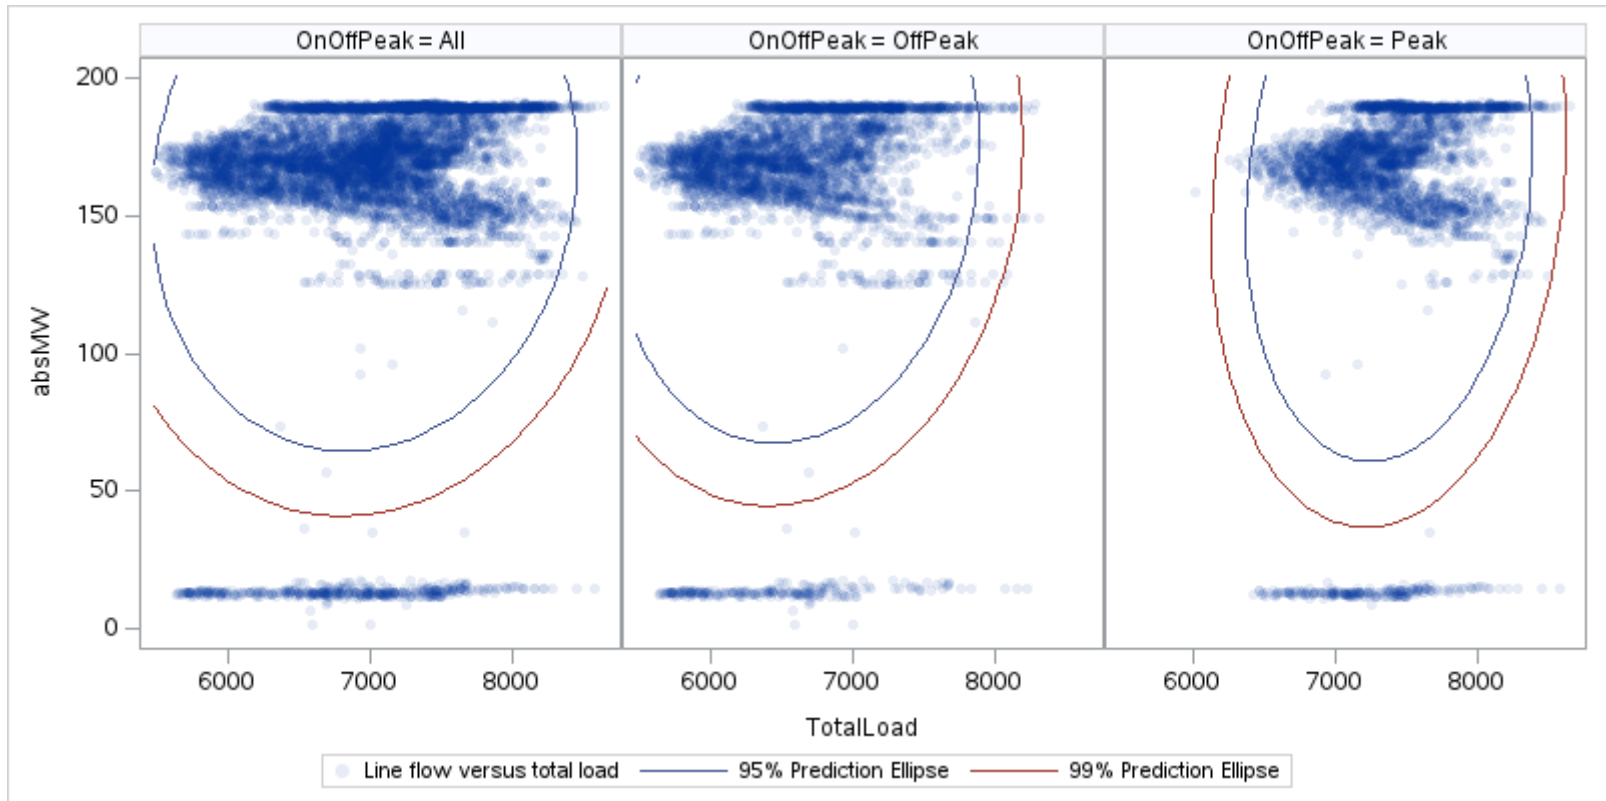 OnOffPeak = All
OnOffPeak = OffPeak
OnOffPeak = Peak
200
150
100
50
0
absMW
6000 7000 8000
6000 7000 8000
6000 7000 8000
TotalLoad
Line flow versus total load
95% Prediction Ellipse
99% Prediction Ellipse